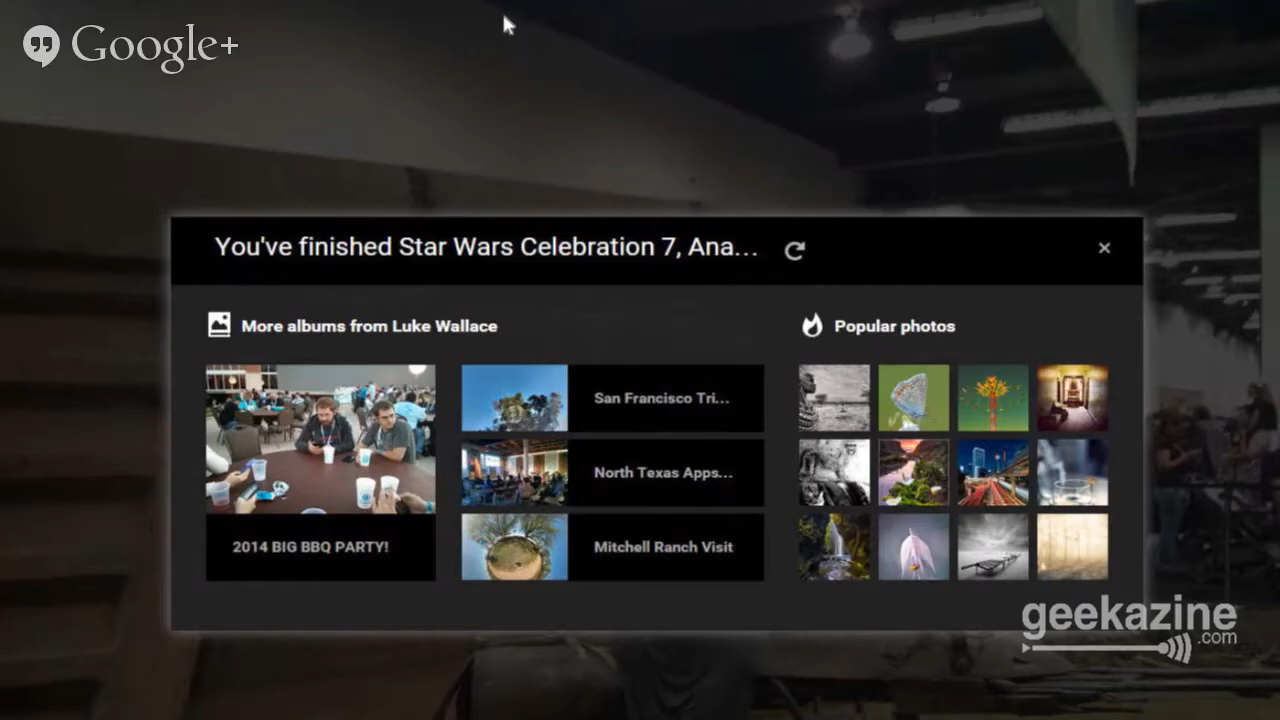 Google+
You've finished Star Wars Celebration 7, Ana...
More albums from Luke Wallace
Popular photos
San Francisco Tri...
North Texas Apps...
2014 BIG BBQ PARTY!
Mitchell Ranch Visit
geekazine
.com